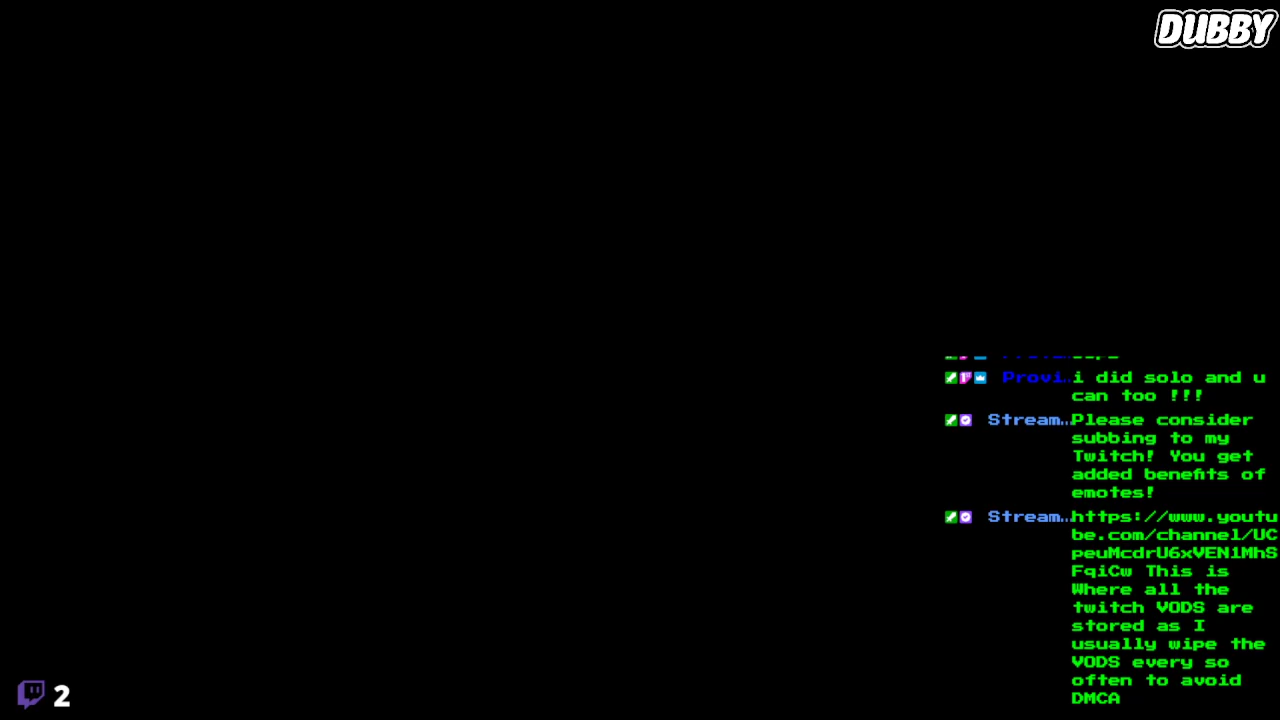 DUBBY
Provi.. i did solo and u
can too !!!
Stream.. Please consider
subbing to my
Twitch! You get
added benefits of
emotes!
Stream.. https://www.youtu
be.com/channel/UC
peuMcdrU6xVEN1MhS
FqiCw This is
Where all the
twitch VODS are
stored as I
usually wipe the
VODS every so
often to avoid
DMCA
2